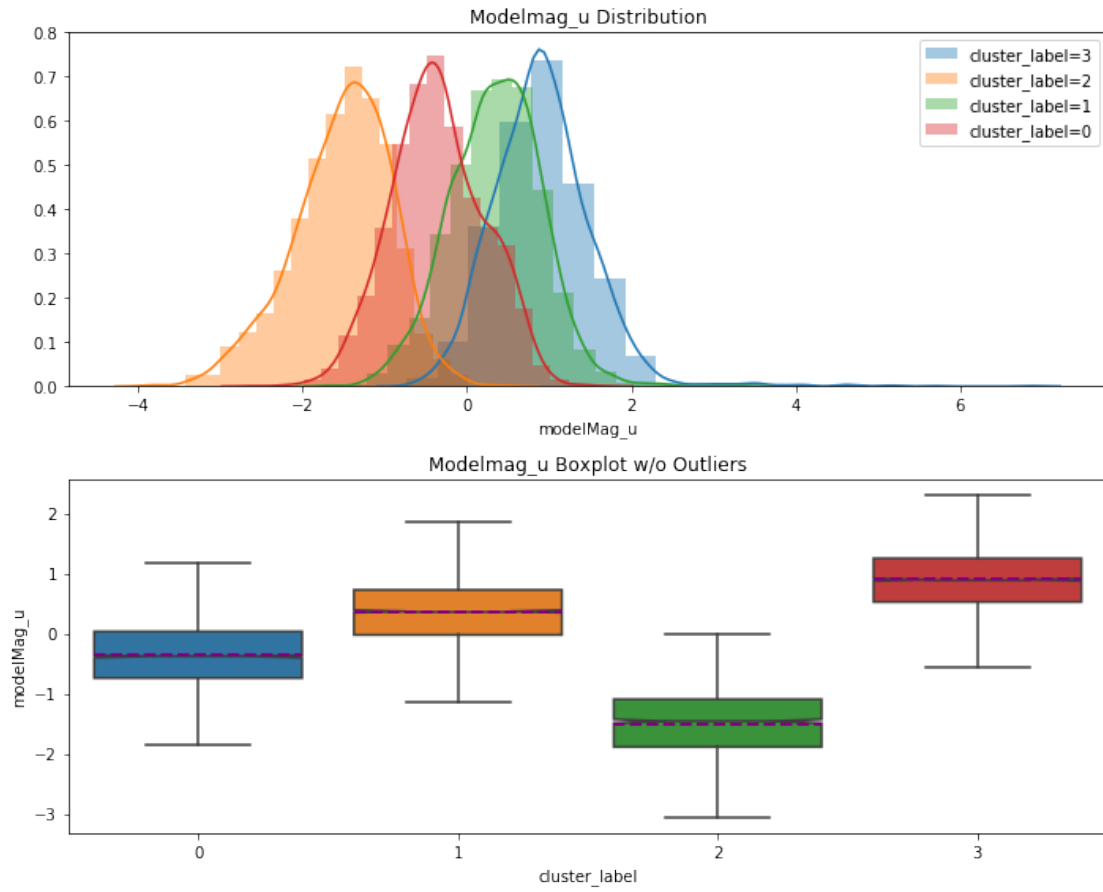 Modelmag_u Distribution
0.8
0.7
0.6
0.5
0.4
0.3
0.2
0.1
0.0
cluster_label=3
cluster_label=2
cluster_label=1
cluster_label=0
−4
−2
0
2
4
6
modelMag_u
Modelmag_u Boxplot w/o Outliers
modelMag_u
2
1
0
−1
−2
−3
0
1
2
3
cluster_label